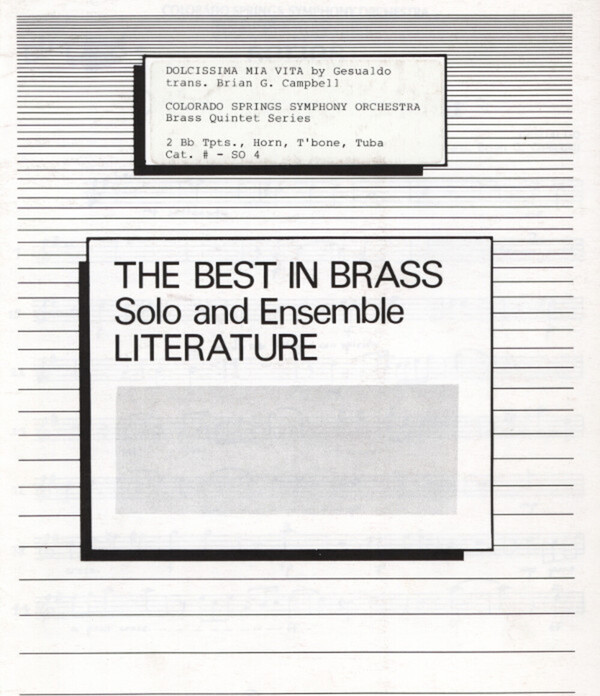 DOLCISSIMA MIA VITA by Gesualdo
trans. Brian G. Campbell
COLORADO SPRINGS SYMPHONY ORCHESTRA
Brass Quintet Series
2 Bb Tpts., Horn, T'bone, Tuba
Cat. # - SO 4
THE BEST IN BRASS
Solo and Ensemble
LITERATURE